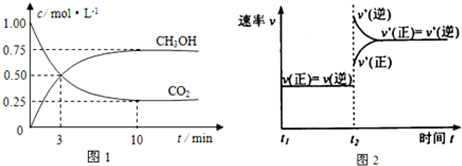 c / mol·L⁻¹
1.00
0.75
0.50
0.25
0
CH₃OH
CO₂
3
10
t / min
图1
速率 v
v'(逆)
v'(正)= v'(逆)
v'(正)
v(正)= v(逆)
t₁
t₂
时间 t
图 2